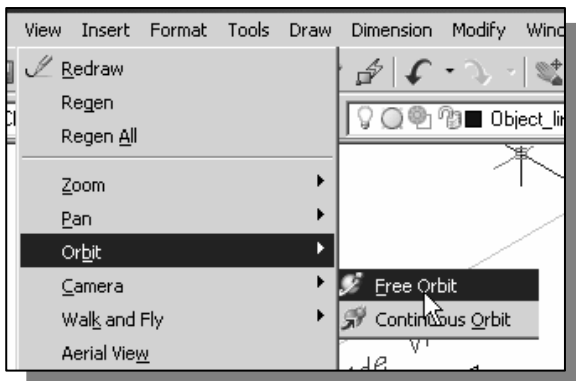 View Insert Format Tools Draw Dimension Modify Wind
Redraw
Regen
Regen All
Object_lin
Zoom
Pan
Orbit
Camera
Free Orbit
Walk and Fly
Continuous Orbit
Aerial View